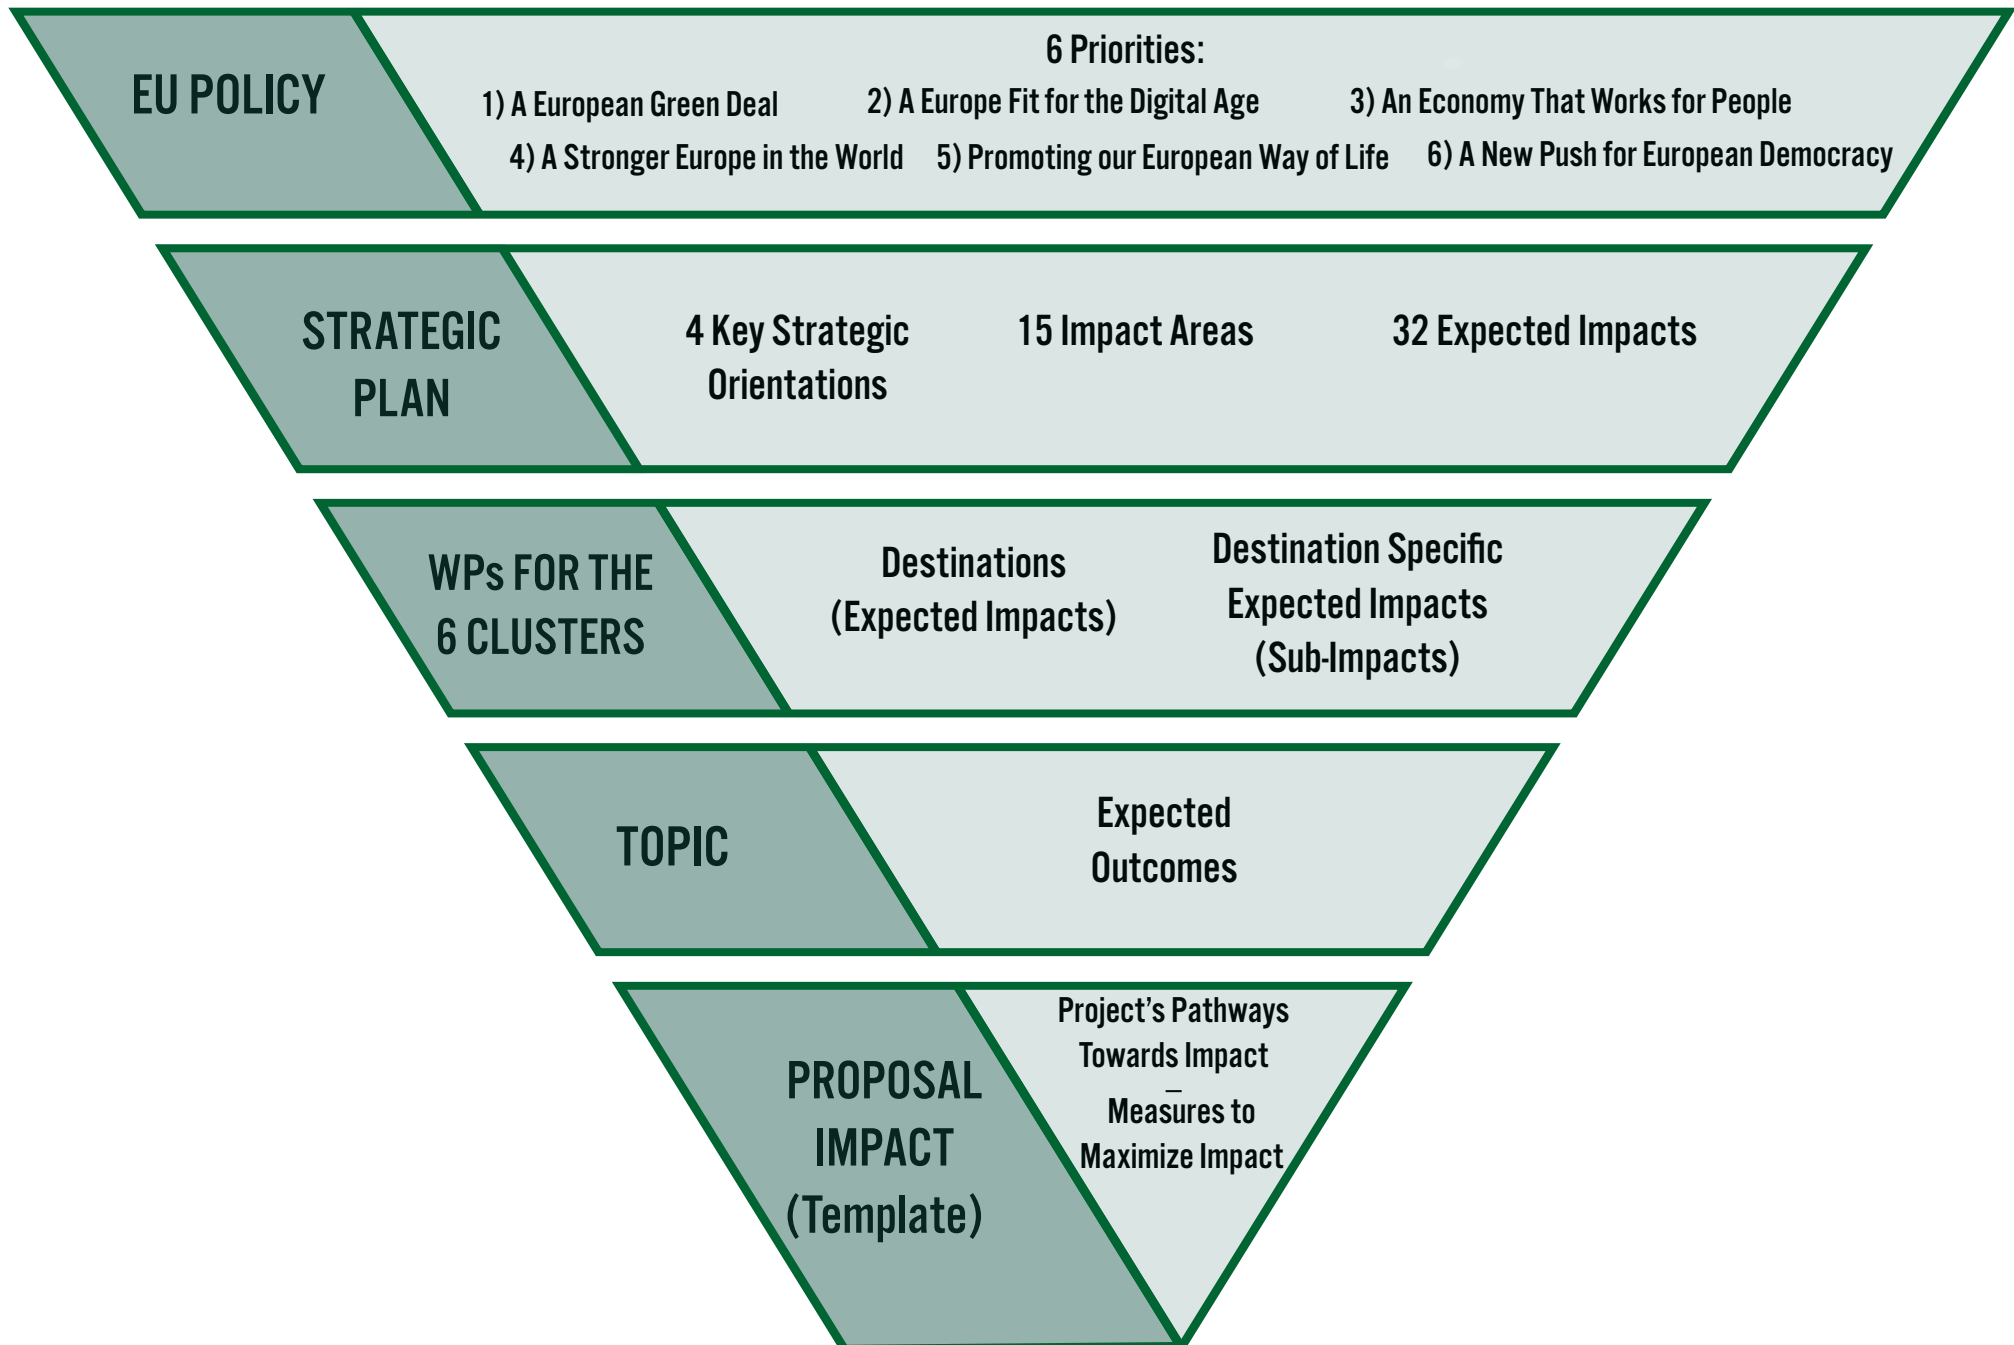 EU POLICY
6 Priorities:
1) A European Green Deal
2) A Europe Fit for the Digital Age
3) An Economy That Works for People
4) A Stronger Europe in the World
5) Promoting our European Way of Life
6) A New Push for European Democracy
STRATEGIC
PLAN
4 Key Strategic
Orientations
15 Impact Areas
32 Expected Impacts
WPs FOR THE
6 CLUSTERS
Destinations
(Expected Impacts)
Destination Specific
Expected Impacts
(Sub-Impacts)
TOPIC
Expected
Outcomes
PROPOSAL
IMPACT
(Template)
Project’s Pathways
Towards Impact
–
Measures to
Maximize Impact